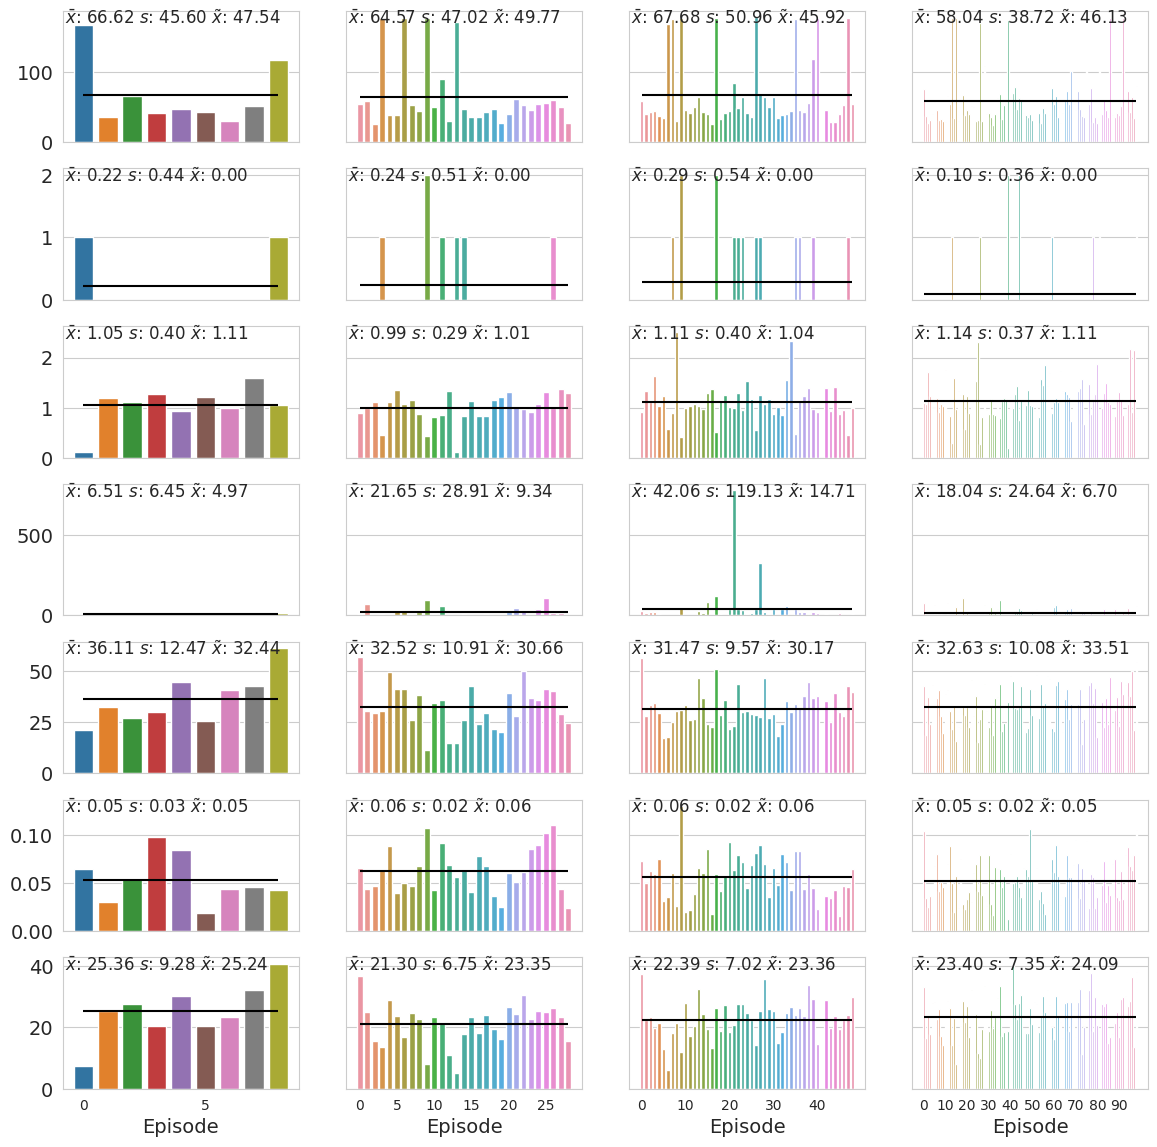 x̄: 66.62 s: 45.60 x̃: 47.54
x̄: 64.57 s: 47.02 x̃: 49.77
x̄: 67.68 s: 50.96 x̃: 45.92
x̄: 58.04 s: 38.72 x̃: 46.13
100
0
x̄: 0.22 s: 0.44 x̃: 0.00
x̄: 0.24 s: 0.51 x̃: 0.00
x̄: 0.29 s: 0.54 x̃: 0.00
x̄: 0.10 s: 0.36 x̃: 0.00
2
1
0
x̄: 1.05 s: 0.40 x̃: 1.11
x̄: 0.99 s: 0.29 x̃: 1.01
x̄: 1.11 s: 0.40 x̃: 1.04
x̄: 1.14 s: 0.37 x̃: 1.11
2
1
0
x̄: 6.51 s: 6.45 x̃: 4.97
x̄: 21.65 s: 28.91 x̃: 9.34
x̄: 42.06 s: 119.13 x̃: 14.71
x̄: 18.04 s: 24.64 x̃: 6.70
500
0
x̄: 36.11 s: 12.47 x̃: 32.44
x̄: 32.52 s: 10.91 x̃: 30.66
x̄: 31.47 s: 9.57 x̃: 30.17
x̄: 32.63 s: 10.08 x̃: 33.51
50
25
0
x̄: 0.05 s: 0.03 x̃: 0.05
x̄: 0.06 s: 0.02 x̃: 0.06
x̄: 0.06 s: 0.02 x̃: 0.06
x̄: 0.05 s: 0.02 x̃: 0.05
0.10
0.05
0.00
x̄: 25.36 s: 9.28 x̃: 25.24
x̄: 21.30 s: 6.75 x̃: 23.35
x̄: 22.39 s: 7.02 x̃: 23.36
x̄: 23.40 s: 7.35 x̃: 24.09
40
20
0
0 5
0 5 10 15 20 25
0 10 20 30 40
0 10 20 30 40 50 60 70 80 90
Episode
Episode
Episode
Episode